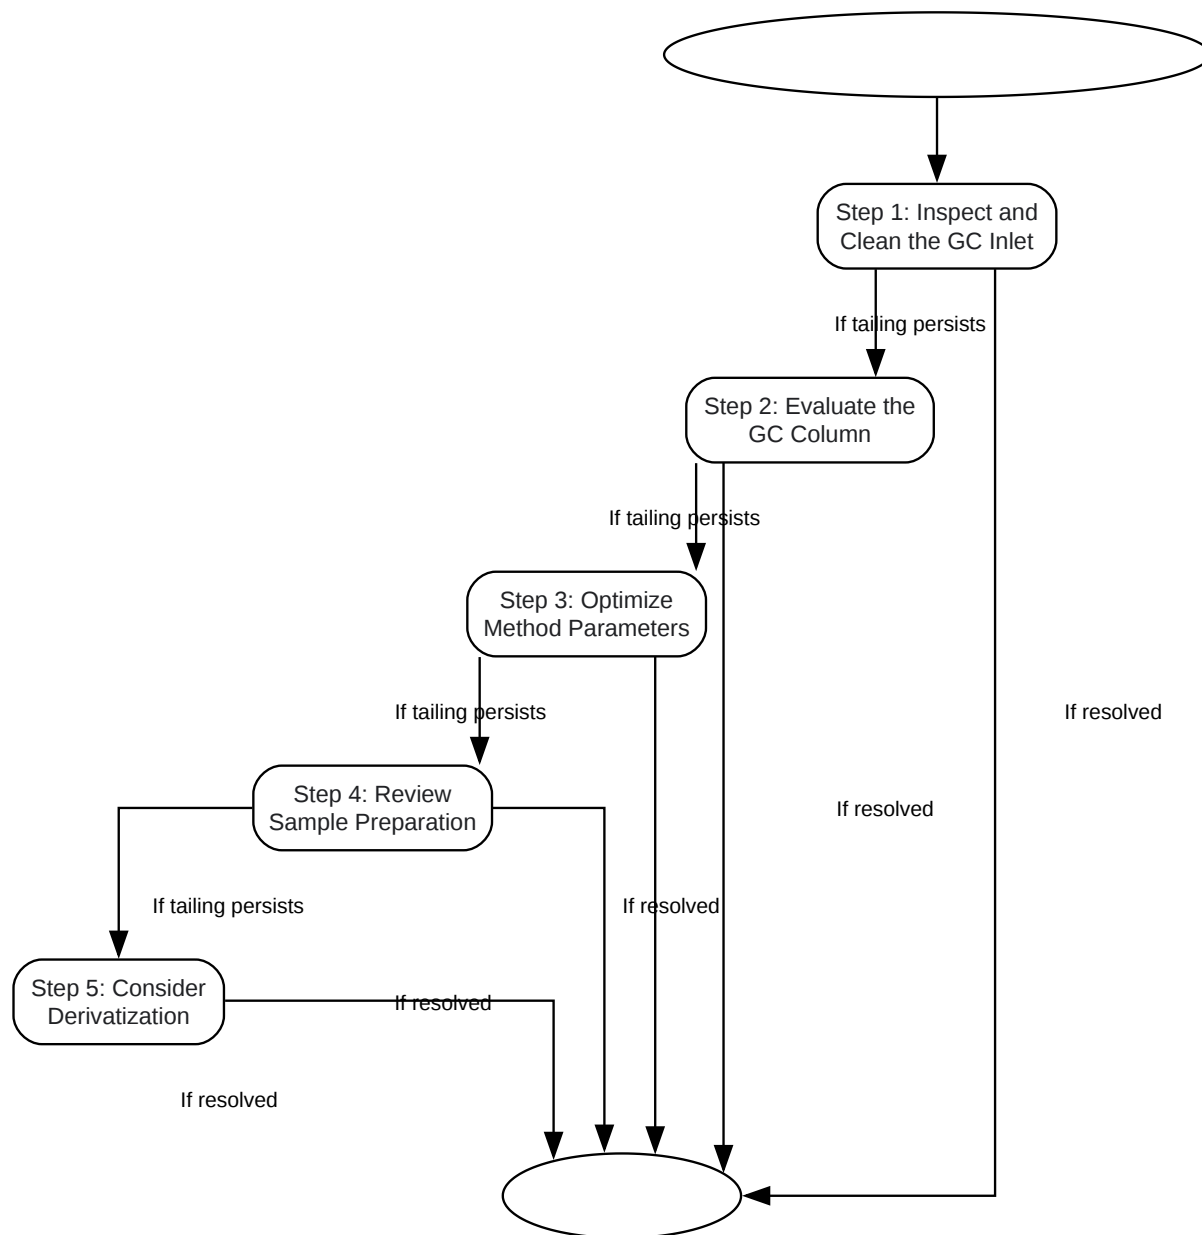 Step 1: Inspect and
Clean the GC Inlet
If tailing persists
Step 2: Evaluate the
GC Column
If tailing persists
Step 3: Optimize
Method Parameters
If tailing persists
If resolved
Step 4: Review
Sample Preparation
If resolved
If tailing persists
If resolved
Step 5: Consider
Derivatization
If resolved
If resolved